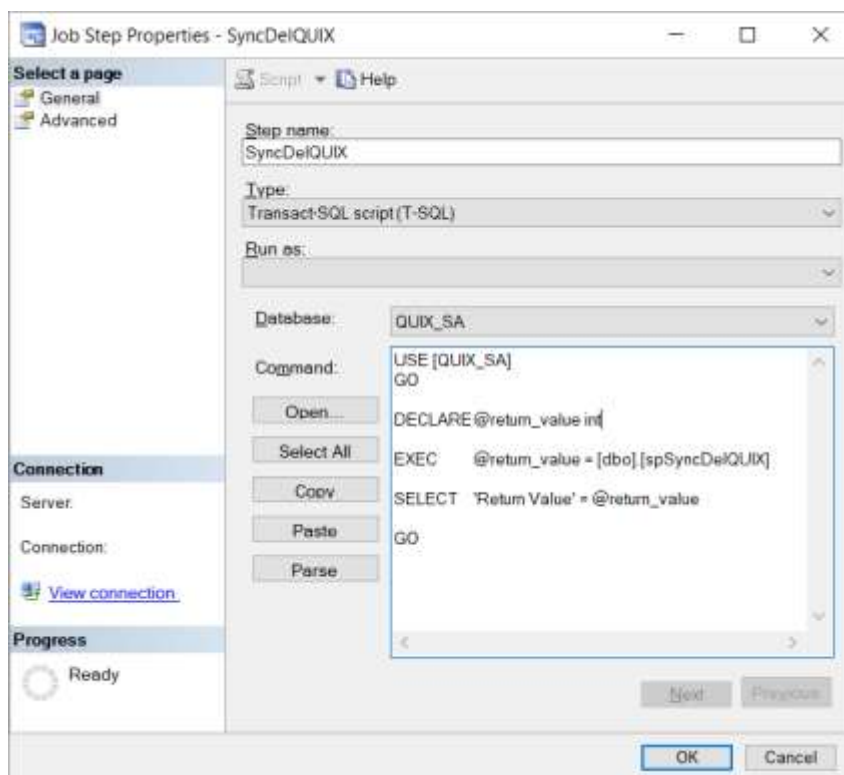 Job Step Properties - SyncDelQUIX
Select a page
General
Advanced
Script
Help
Step name:
SyncDelQUIX
Type:
Transact-SQL script (T-SQL)
Run as:
Database:
QUIX_SA
Command:
Open...
Select All
Copy
Paste
Parse
USE [QUIX_SA]
GO
DECLARE @return_value int
EXEC @return_value = [dbo].[spSyncDelQUIX]
SELECT 'Return Value' = @return_value
GO
Connection
Server:
Connection:
View connection
Progress
Ready
Next
Previous
OK
Cancel